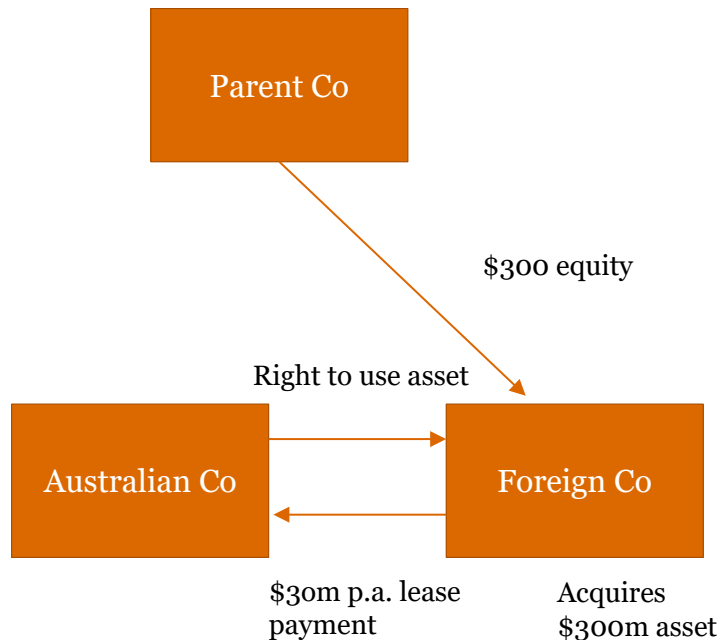 Parent Co
$300 equity
Right to use asset
Australian Co
Foreign Co
$30m p.a. lease
payment
Acquires
$300m asset